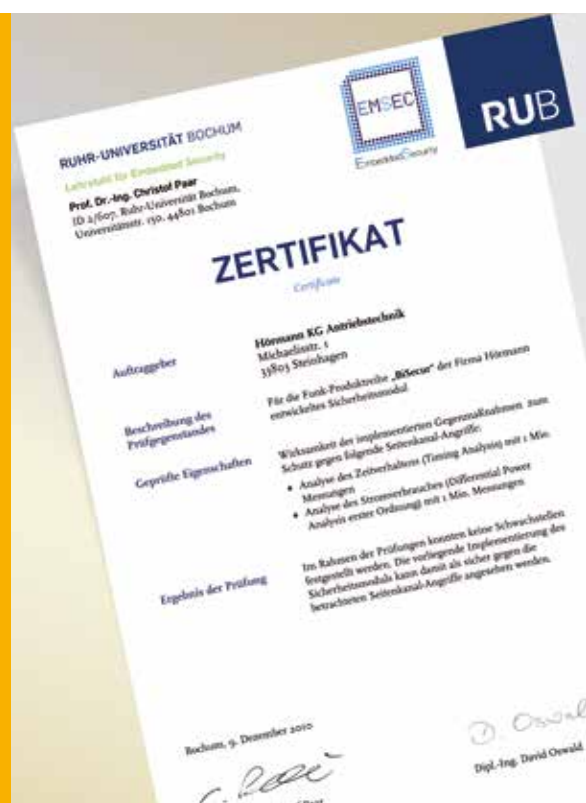 RUHR-UNIVERSITÄT BOCHUM
Lehrstuhl für Embedded Security
Prof. Dr.-Ing. Christof Paar
ID 2/607, Ruhr-Universität Bochum,
Universitätsstr. 150, 44801 Bochum
EMSEC
EmbeddedSecurity
RUB
ZERTIFIKAT
Certificate
Auftraggeber
Hörmann KG Antriebstechnik
Michaelisstr. 1
33803 Steinhagen
Beschreibung des
Prüfgegenstandes
Für die Funk-Produktreihe „BiSecur“ der Firma Hörmann
entwickeltes Sicherheitsmodul
Geprüfte Eigenschaften
Wirksamkeit der implementierten Gegenmaßnahmen zum
Schutz gegen folgende Seitenkanal-Angriffe:
• Analyse des Zeitverhaltens (Timing Analysis) mit 1 Mio.
Messungen
• Analyse des Stromverbrauches (Differential Power
Analysis erster Ordnung) mit 1 Mio. Messungen
Ergebnis der Prüfung
Im Rahmen der Prüfungen konnten keine Schwachstellen
festgestellt werden. Die vorliegende Implementierung des
Sicherheitsmoduls kann damit als sicher gegen die
betrachteten Seitenkanal-Angriffe angesehen werden.
Bochum, 9. Dezember 2010
D. Oswald
Dipl.-Ing. David Oswald